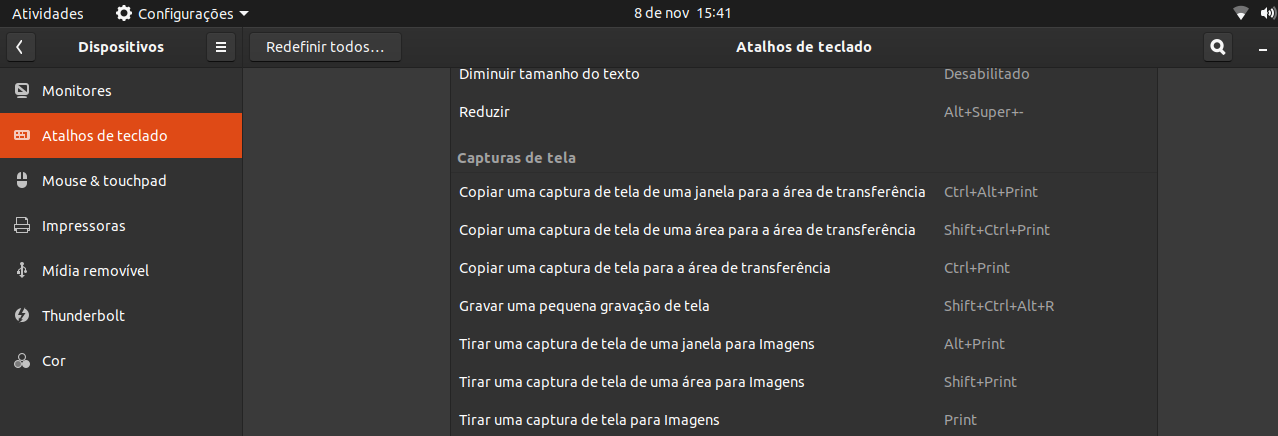 Atividades Configurações 8 de nov 15:41
Dispositivos Redefinir todos... Atalhos de teclado
Monitores
Atalhos de teclado
Mouse & touchpad
Impressoras
Mídia removível
Thunderbolt
Cor
Diminuir tamanho do texto Desabilitado
Reduzir Alt+Super+-
Capturas de tela
Copiar uma captura de tela de uma janela para a área de transferência Ctrl+Alt+Print
Copiar uma captura de tela de uma área para a área de transferência Shift+Ctrl+Print
Copiar uma captura de tela para a área de transferência Ctrl+Print
Gravar uma pequena gravação de tela Shift+Ctrl+Alt+R
Tirar uma captura de tela de uma janela para Imagens Alt+Print
Tirar uma captura de tela de uma área para Imagens Shift+Print
Tirar uma captura de tela para Imagens Print